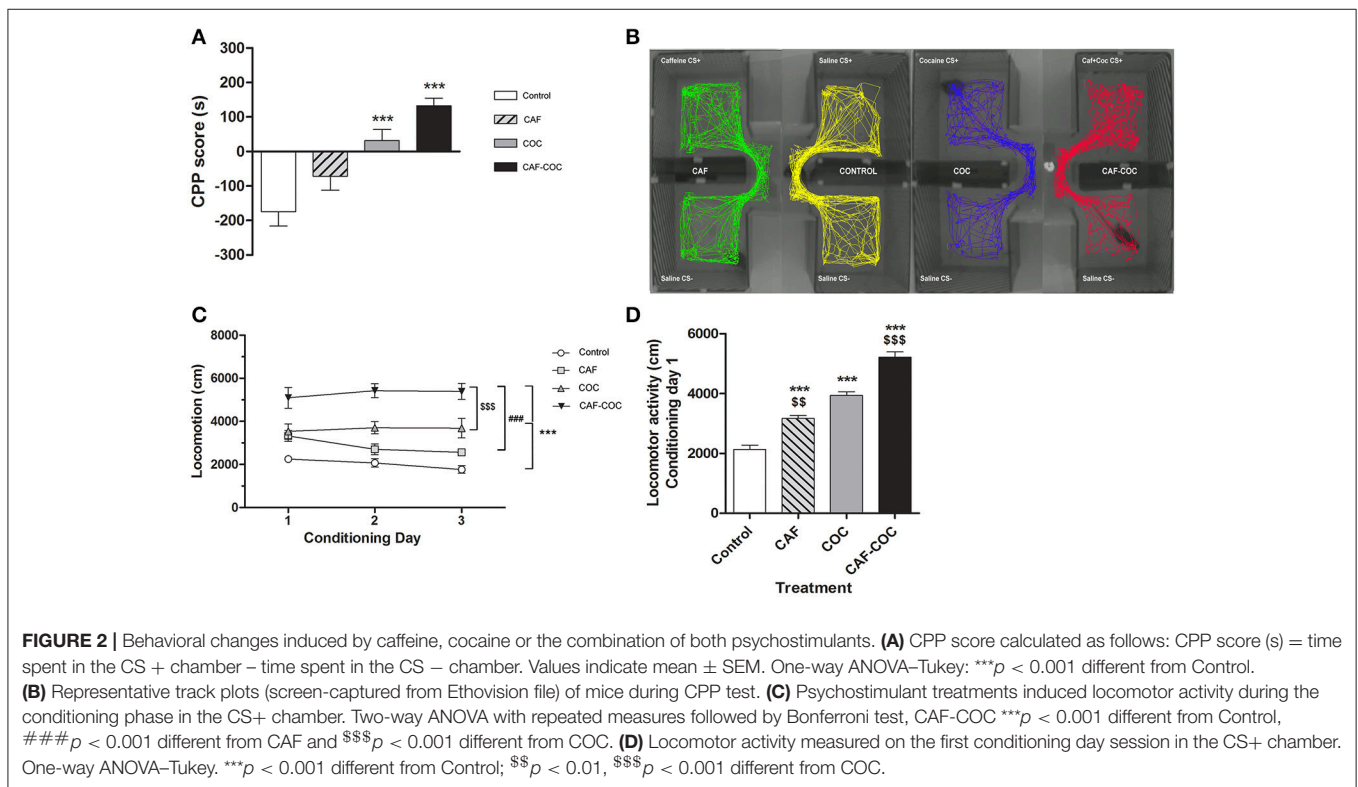 A
300
200
100
0
-100
-200
-300
CPP score (s)
***
***
Control
CAF
COC
CAF-COC
B
Caffeine CS+
Saline CS+
Cocaine CS+
Caf+Coc CS+
CAF
CONTROL
COC
CAF-COC
Saline CS-
Saline CS-
Saline CS-
Saline CS-
C
8000
6000
4000
2000
0
Locomotion (cm)
1
2
3
Conditioning Day
Control
CAF
COC
CAF-COC
$$$
###
***
D
6000
4000
2000
0
Locomotor activity (cm)
Conditioning day 1
***
$$
***
***
$$$
Control
CAF
COC
CAF-COC
Treatment
FIGURE 2 | Behavioral changes induced by caffeine, cocaine or the combination of both psychostimulants. (A) CPP score calculated as follows: CPP score (s) = time
spent in the CS + chamber – time spent in the CS – chamber. Values indicate mean ± SEM. One-way ANOVA–Tukey: ***p < 0.001 different from Control.
(B) Representative track plots (screen-captured from Ethovision file) of mice during CPP test. (C) Psychostimulant treatments induced locomotor activity during the
conditioning phase in the CS+ chamber. Two-way ANOVA with repeated measures followed by Bonferroni test, CAF-COC ***p < 0.001 different from Control,
###p < 0.001 different from CAF and $$$p < 0.001 different from COC. (D) Locomotor activity measured on the first conditioning day session in the CS+ chamber.
One-way ANOVA–Tukey. ***p < 0.001 different from Control; $$p < 0.01, $$$p < 0.001 different from COC.